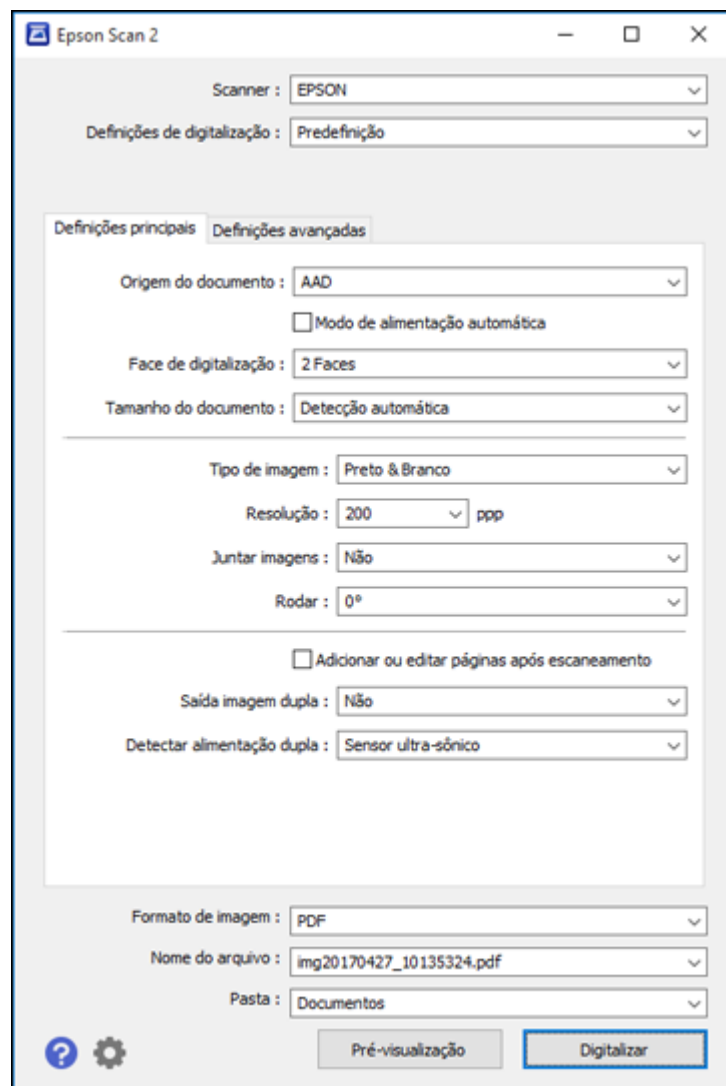 Epson Scan 2
Scanner : EPSON
Definições de digitalização : Predefinição
Definições principais Definições avançadas
Origem do documento : AAD
Modo de alimentação automática
Face de digitalização : 2 Faces
Tamanho do documento : Detecção automática
Tipo de imagem : Preto & Branco
Resolução : 200 ppp
Juntar imagens : Não
Rodar : 0°
Adicionar ou editar páginas após escaneamento
Saída imagem dupla : Não
Detectar alimentação dupla : Sensor ultra-sônico
Formato de imagem : PDF
Nome do arquivo : img20170427_10135324.pdf
Pasta : Documentos
? Pré-visualização Digitalizar